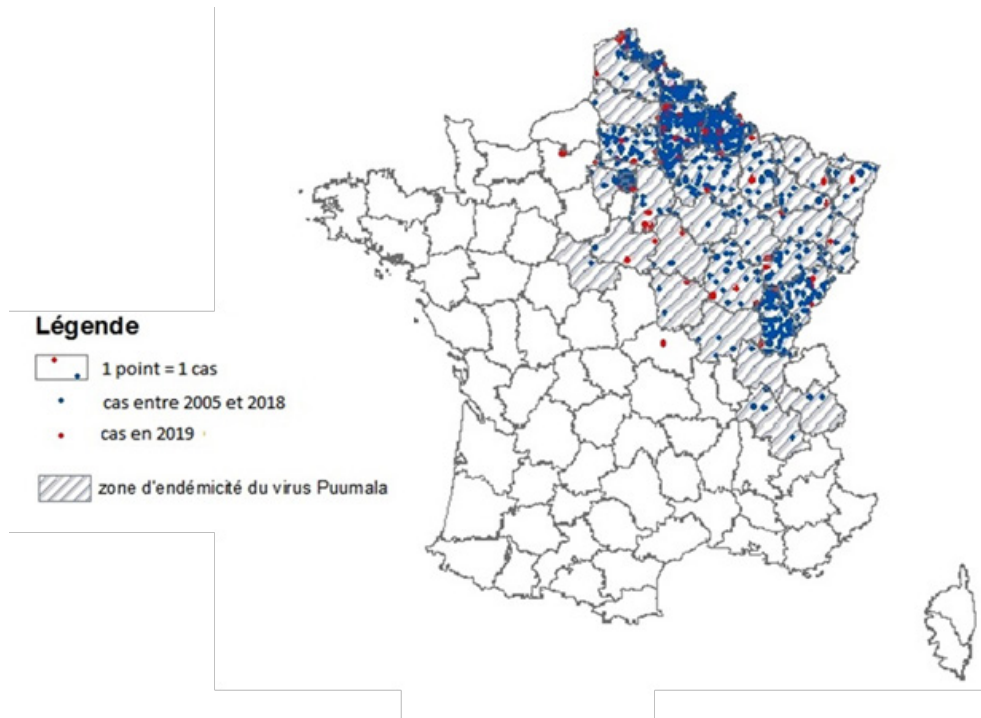 Légende
1 point = 1 cas
cas entre 2005 et 2018
cas en 2019
zone d'endémicité du virus Puumala